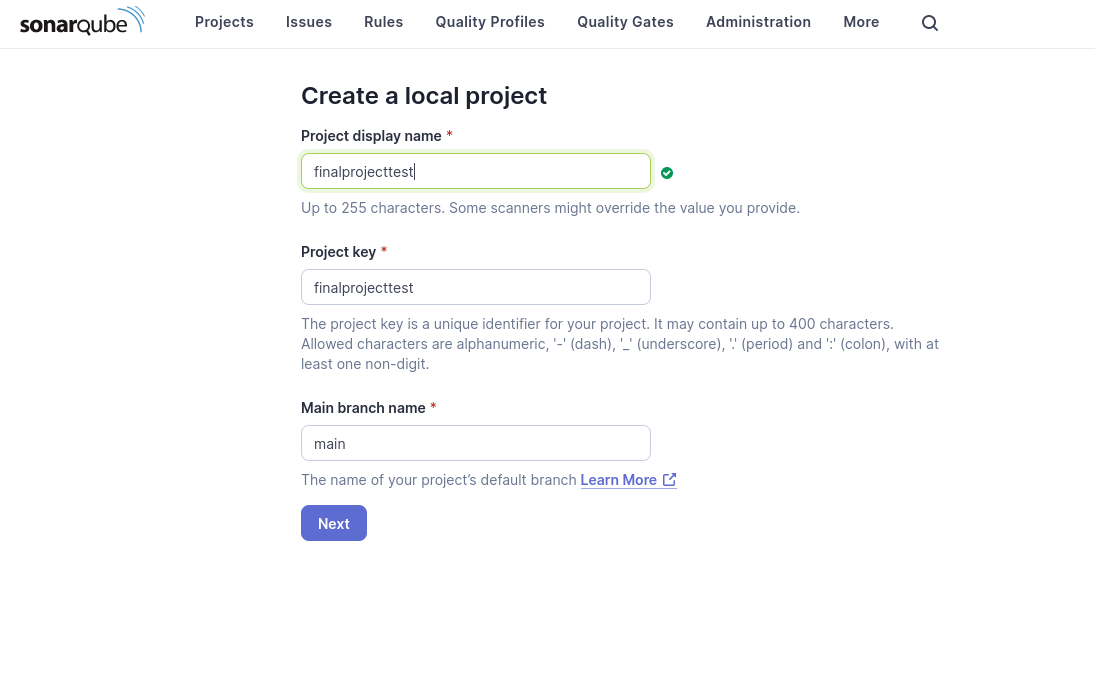 sonarqube Projects Issues Rules Quality Profiles Quality Gates Administration More
Create a local project
Project display name *
finalprojecttest
Up to 255 characters. Some scanners might override the value you provide.
Project key *
finalprojecttest
The project key is a unique identifier for your project. It may contain up to 400 characters.
Allowed characters are alphanumeric, '-' (dash), '_' (underscore), '.' (period) and ':' (colon), with at
least one non-digit.
Main branch name *
main
The name of your project’s default branch Learn More
Next